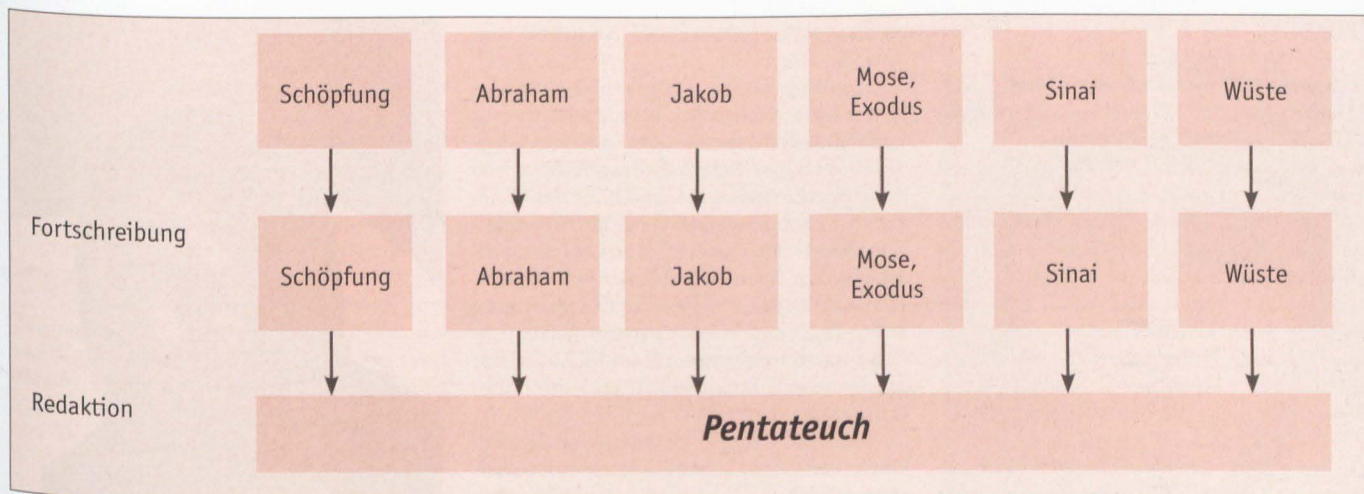 Schöpfung
Abraham
Jakob
Mose,
Exodus
Sinai
Wüste
Fortschreibung
Schöpfung
Abraham
Jakob
Mose,
Exodus
Sinai
Wüste
Redaktion
Pentateuch